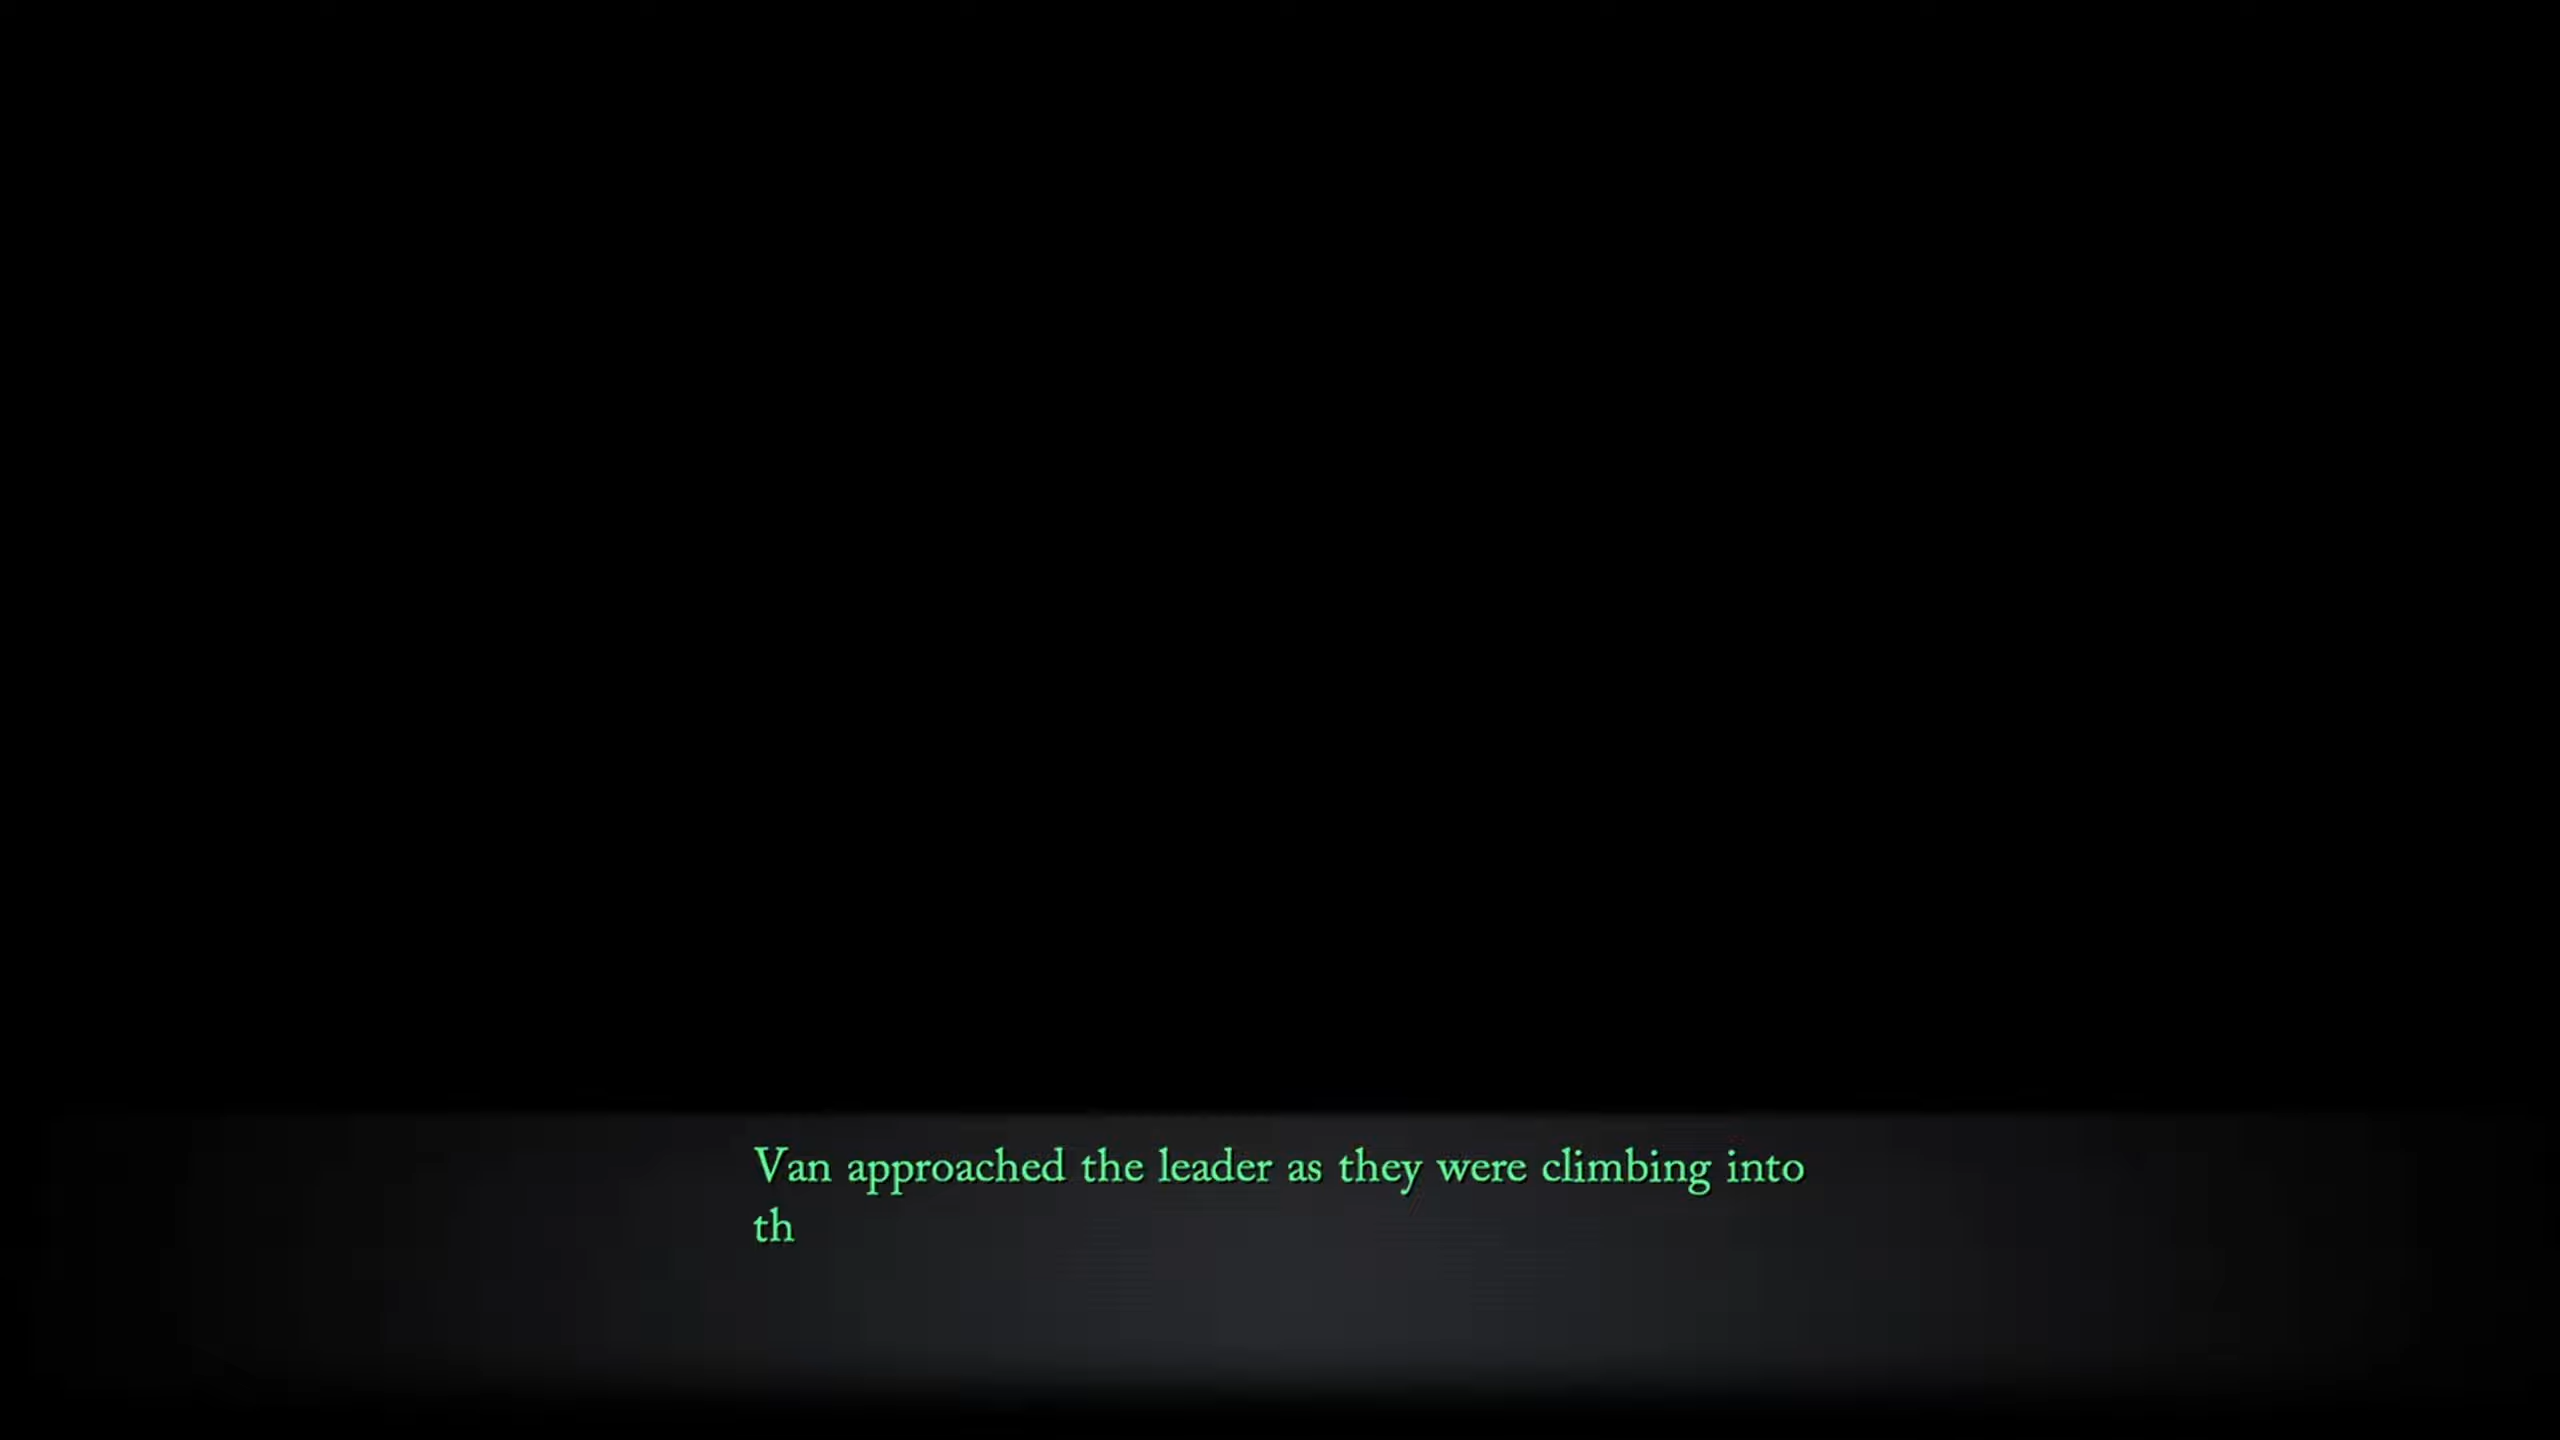 Van approached the leader as they were climbing into
th